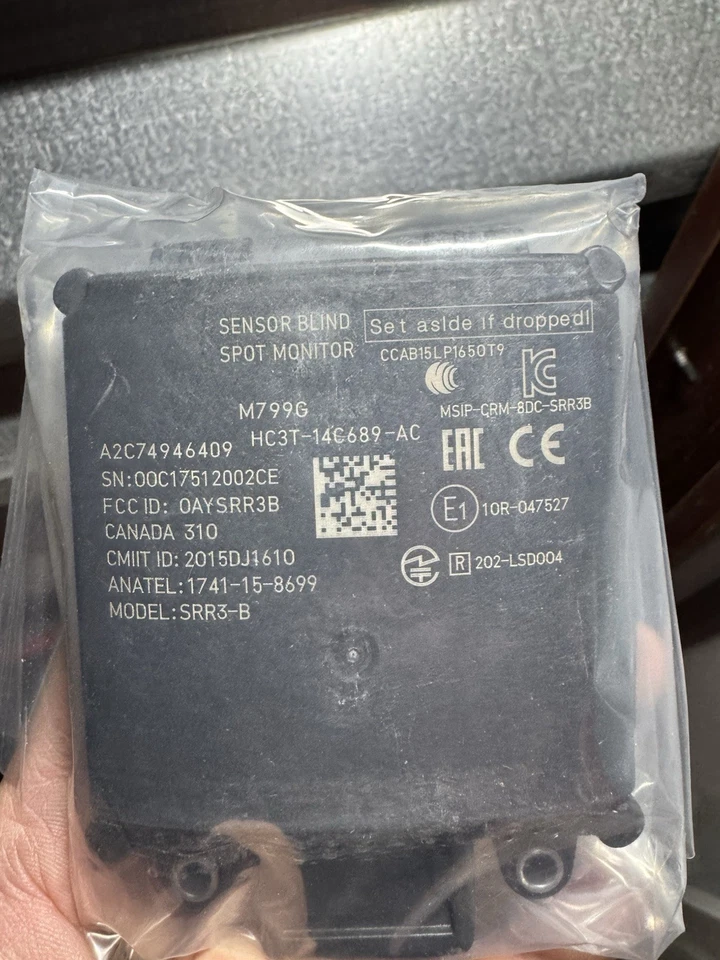 SENSOR BLIND
SPOT MONITOR
Set aside if dropped!
CCAB15LP1650T9
MSIP-CRM-8DC-SRR3B
M799G
HC3T-14C689-AC
A2C74946409
SN:00C17512002CE
FCC ID: OAYSRR3B
CANADA 310
CMIIT ID: 2015DJ1610
ANATEL:1741-15-8699
MODEL:SRR3-B
EAC CE
E1 10R-047527
R 202-LSD004